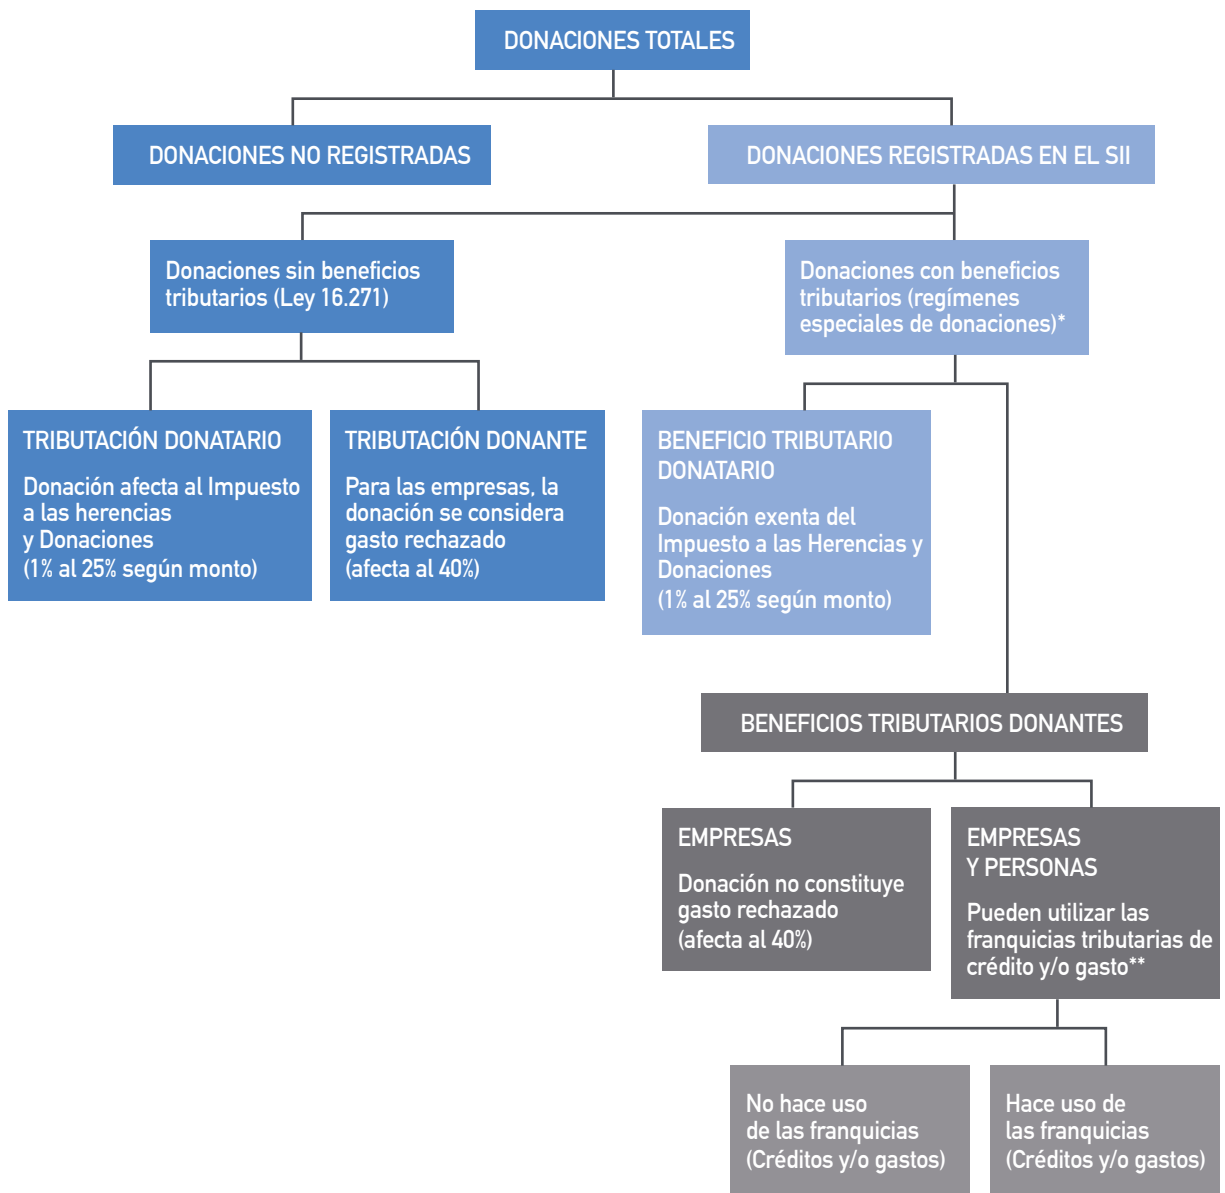 DONACIONES TOTALES
DONACIONES NO REGISTRADAS
DONACIONES REGISTRADAS EN EL SII
Donaciones sin beneficios
tributarios (Ley 16.271)
Donaciones con beneficios
tributarios (regímenes
especiales de donaciones)*
TRIBUTACIÓN DONATARIO
Donación afecta al Impuesto
a las herencias
y Donaciones
(1% al 25% según monto)
TRIBUTACIÓN DONANTE
Para las empresas, la
donación se considera
gasto rechazado
(afecta al 40%)
BENEFICIO TRIBUTARIO
DONATARIO
Donación exenta del
Impuesto a las Herencias y
Donaciones
(1% al 25% según monto)
BENEFICIOS TRIBUTARIOS DONANTES
EMPRESAS
Donación no constituye
gasto rechazado
(afecta al 40%)
EMPRESAS
Y PERSONAS
Pueden utilizar las
franquicias tributarias de
crédito y/o gasto**
No hace uso
de las franquicias
(Créditos y/o gastos)
Hace uso de
las franquicias
(Créditos y/o gastos)